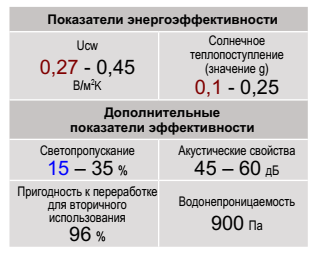 Показатели энергоэффективности
Ucw
0,27 - 0,45
В/м²К
Солнечное
теплопоступление
(значение g)
0,1 - 0,25
Дополнительные
показатели эффективности
Светопропускание
15 – 35 %
Акустические свойства
45 – 60 дБ
Пригодность к переработке
для вторичного
использования
96 %
Водонепроницаемость
900 Па